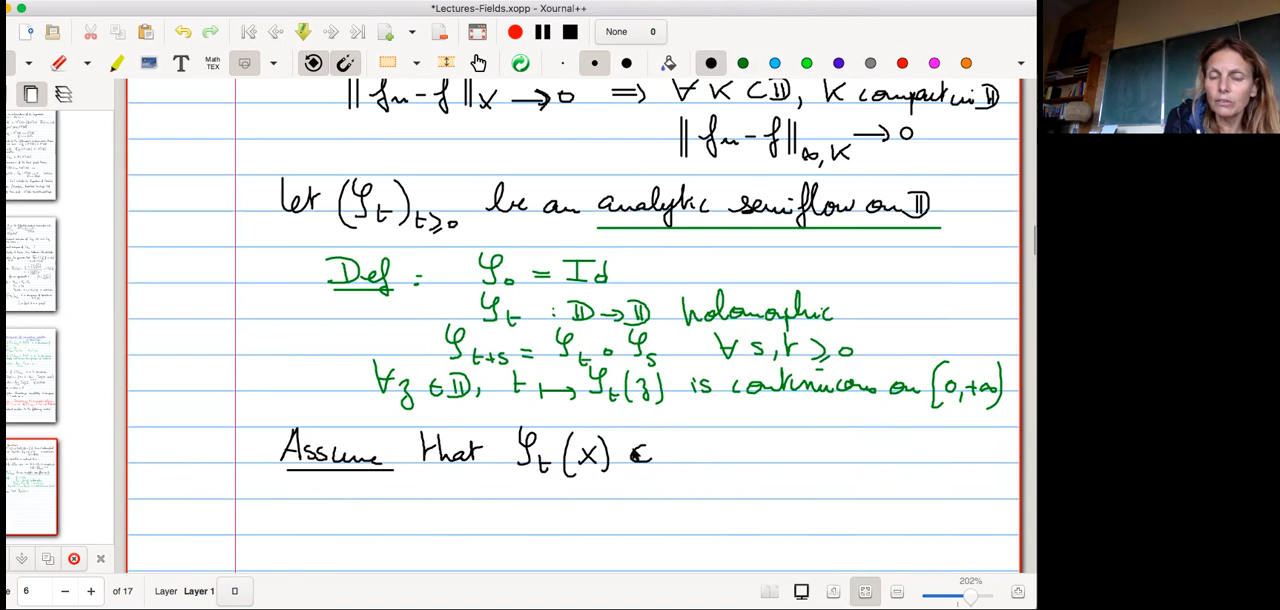 *Lectures-Fields.xopp - Xournal++
None 0
Math TEX
‖ fn - f ‖X → 0 ⟹ ∀ K ⊂ 𝔻, K compact in 𝔻
‖ fn - f ‖∞,K → 0
Let (φt)t≥0 be an analytic semiflow on 𝔻
Def : φ0 = Id
φt : 𝔻 → 𝔻 holomorphic
φt+s = φt ∘ φs ∀ s,t ≥ 0
∀ z ∈ 𝔻, t ↦ φt(z) is continuous on [0,+∞)
Assume that φt(X) ⊂
e 6 of 17 Layer Layer 1 202%